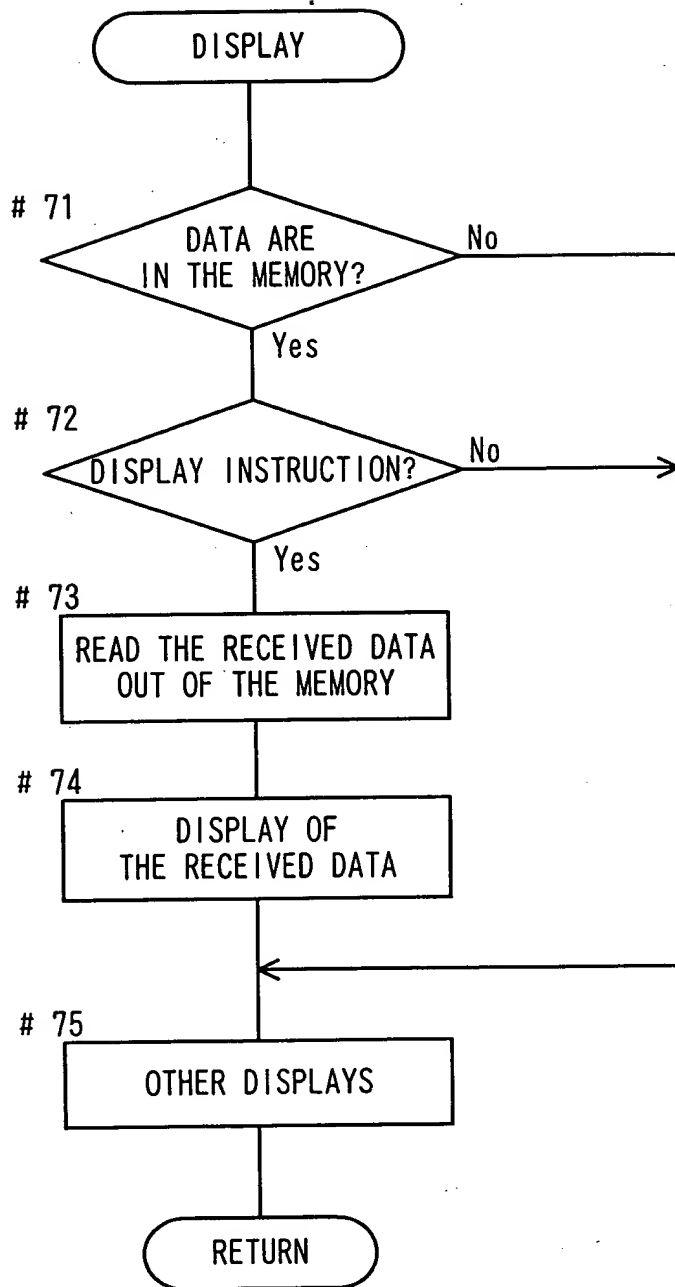 DISPLAY
# 71
DATA ARE
IN THE MEMORY?
No
Yes
# 72
DISPLAY INSTRUCTION?
No
Yes
# 73
READ THE RECEIVED DATA
OUT OF THE MEMORY
# 74
DISPLAY OF
THE RECEIVED DATA
# 75
OTHER DISPLAYS
RETURN